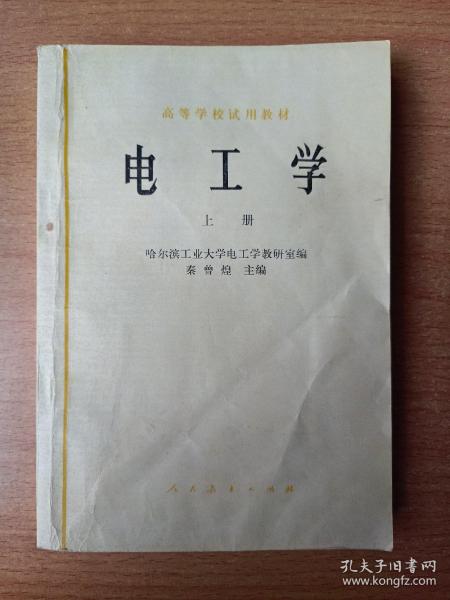 高等学校试用教材
电工学
上册
哈尔滨工业大学电工学教研室编
秦曾煌 主编
人民教育出版社
孔夫子旧书网
www.kongfz.com